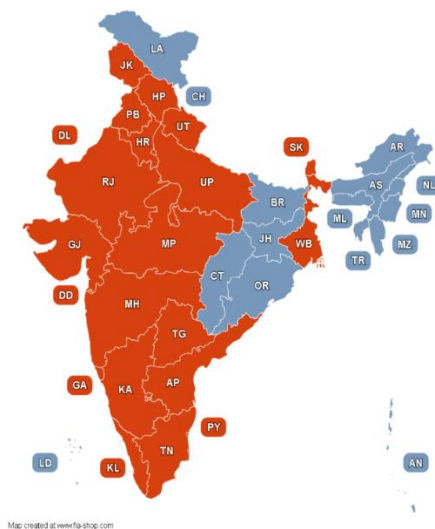 LA
JK
HP
CH
PB
UT
HR
DL
SK
AR
RJ
UP
NL
AS
BR
MN
ML
GJ
MP
JH
WB
MZ
TR
CT
OR
DD
MH
TG
GA
KA
AP
PY
LD
KL
TN
AN
Map created at www.fla-shop.com